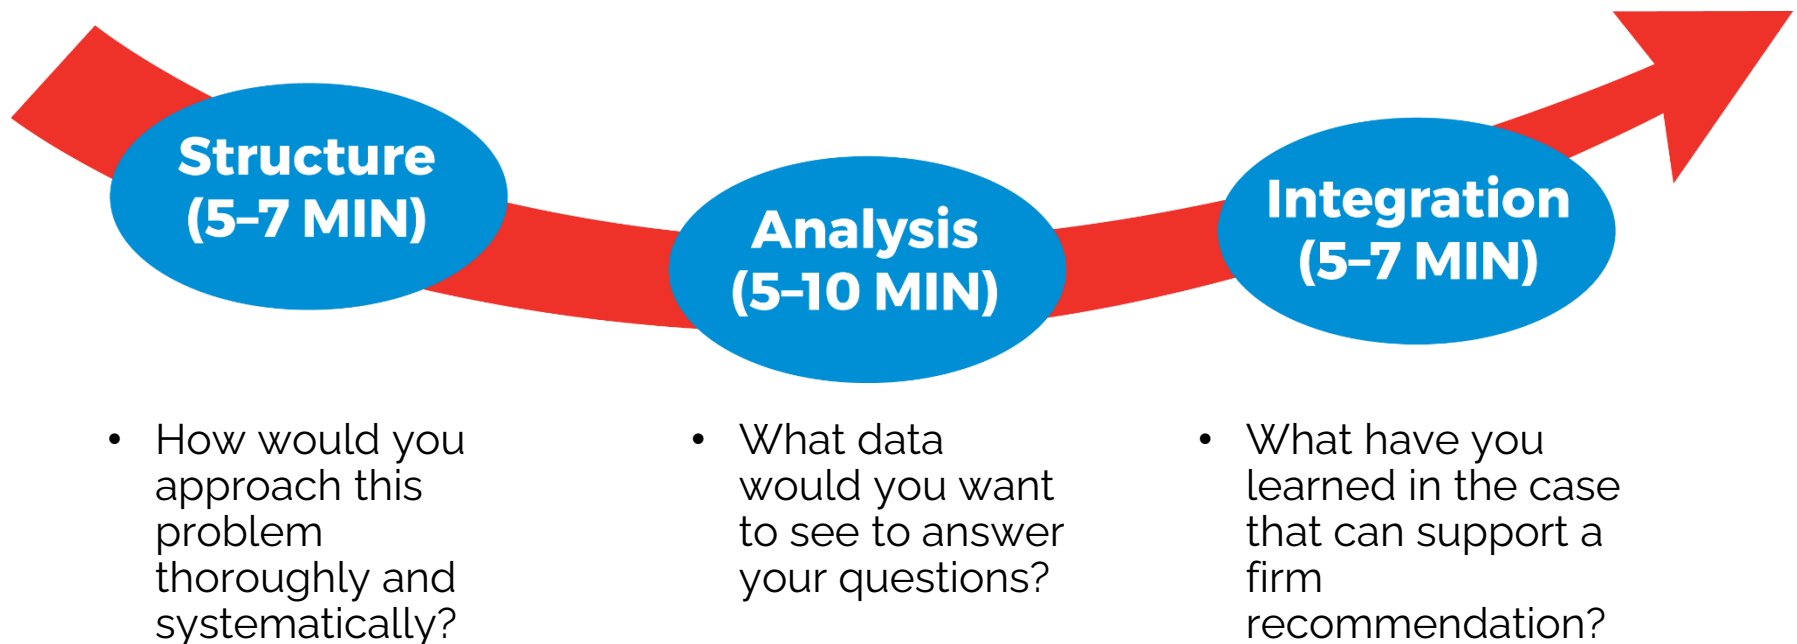 Structure
(5–7 MIN)
Analysis
(5–10 MIN)
Integration
(5–7 MIN)
• How would you
approach this
problem
thoroughly and
systematically?
• What data
would you want
to see to answer
your questions?
• What have you
learned in the case
that can support a
firm
recommendation?